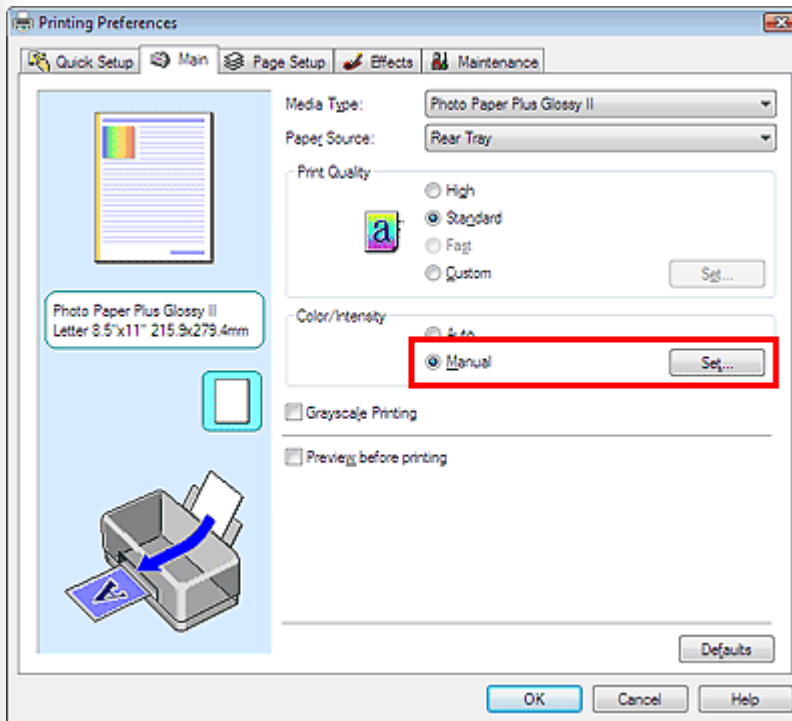 Printing Preferences
Quick Setup Main Page Setup Effects Maintenance
Media Type: Photo Paper Plus Glossy II
Paper Source: Rear Tray
Print Quality
High
a
Standard
Fast
Custom Set...
Photo Paper Plus Glossy II
Letter 8.5"x11" 215.9x279.4mm
Color/Intensity
Auto
Manual Set...
Grayscale Printing
Preview before printing
A
Defaults
OK Cancel Help